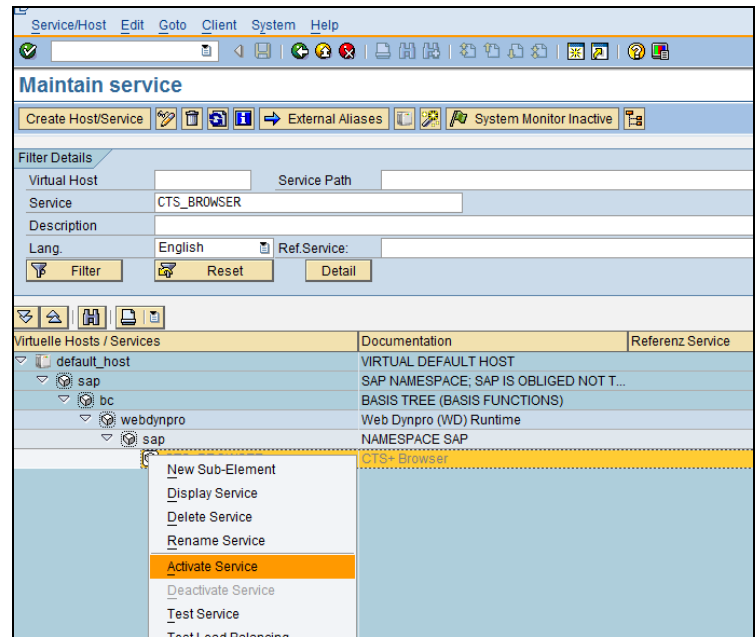 Service/Host Edit Goto Client System Help
Maintain service
Create Host/Service External Aliases System Monitor Inactive
Filter Details
Virtual Host Service Path
Service CTS_BROWSER
Description
Lang. English Ref.Service:
Filter Reset Detail
Virtuelle Hosts / Services Documentation Referenz Service
default_host VIRTUAL DEFAULT HOST
sap SAP NAMESPACE; SAP IS OBLIGED NOT T...
bc BASIS TREE (BASIS FUNCTIONS)
webdynpro Web Dynpro (WD) Runtime
sap NAMESPACE SAP
CTS+ Browser
New Sub-Element
Display Service
Delete Service
Rename Service
Activate Service
Deactivate Service
Test Service